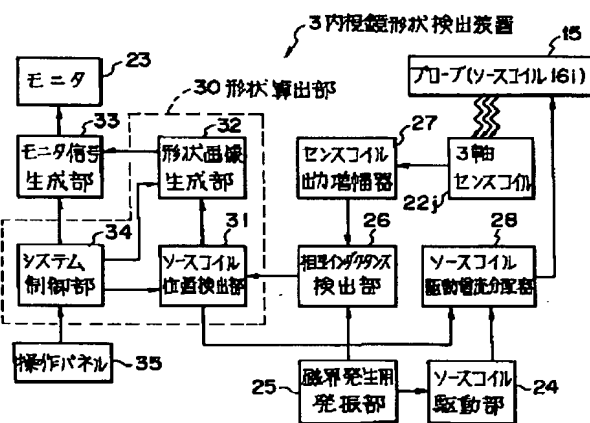 3 内視鏡形状検出装置
15
プローブ(ソースコイル16i)
23
モニタ
30 形状算出部
33
モニタ信号
生成部
32
形状画像
生成部
27
センスコイル
出力増幅器
3軸
センスコイル
22j
34
システム
制御部
31
ソースコイル
位置検出部
26
相互インダクタンス
検出部
28
ソースコイル
駆動電流分配器
操作パネル
35
25
磁界発生用
発振部
ソースコイル
駆動部
24